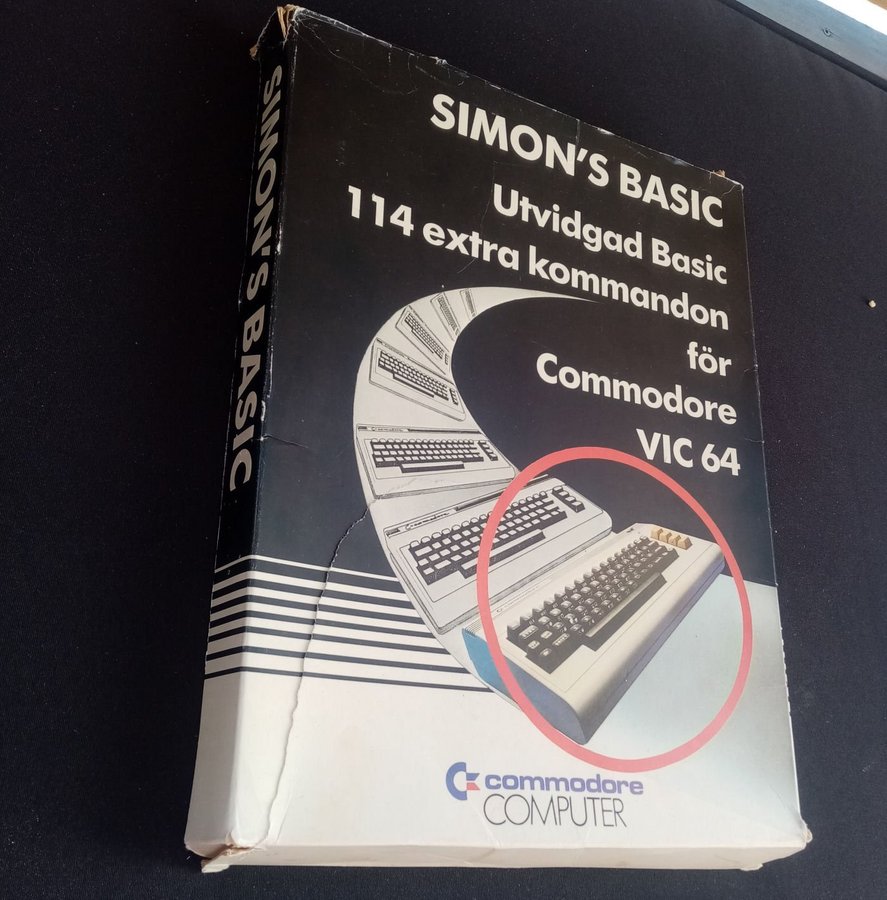 SIMON'S BASIC
Utvidgad Basic
114 extra kommandon
för
Commodore
VIC 64
commodore
COMPUTER
SIMON'S BASIC